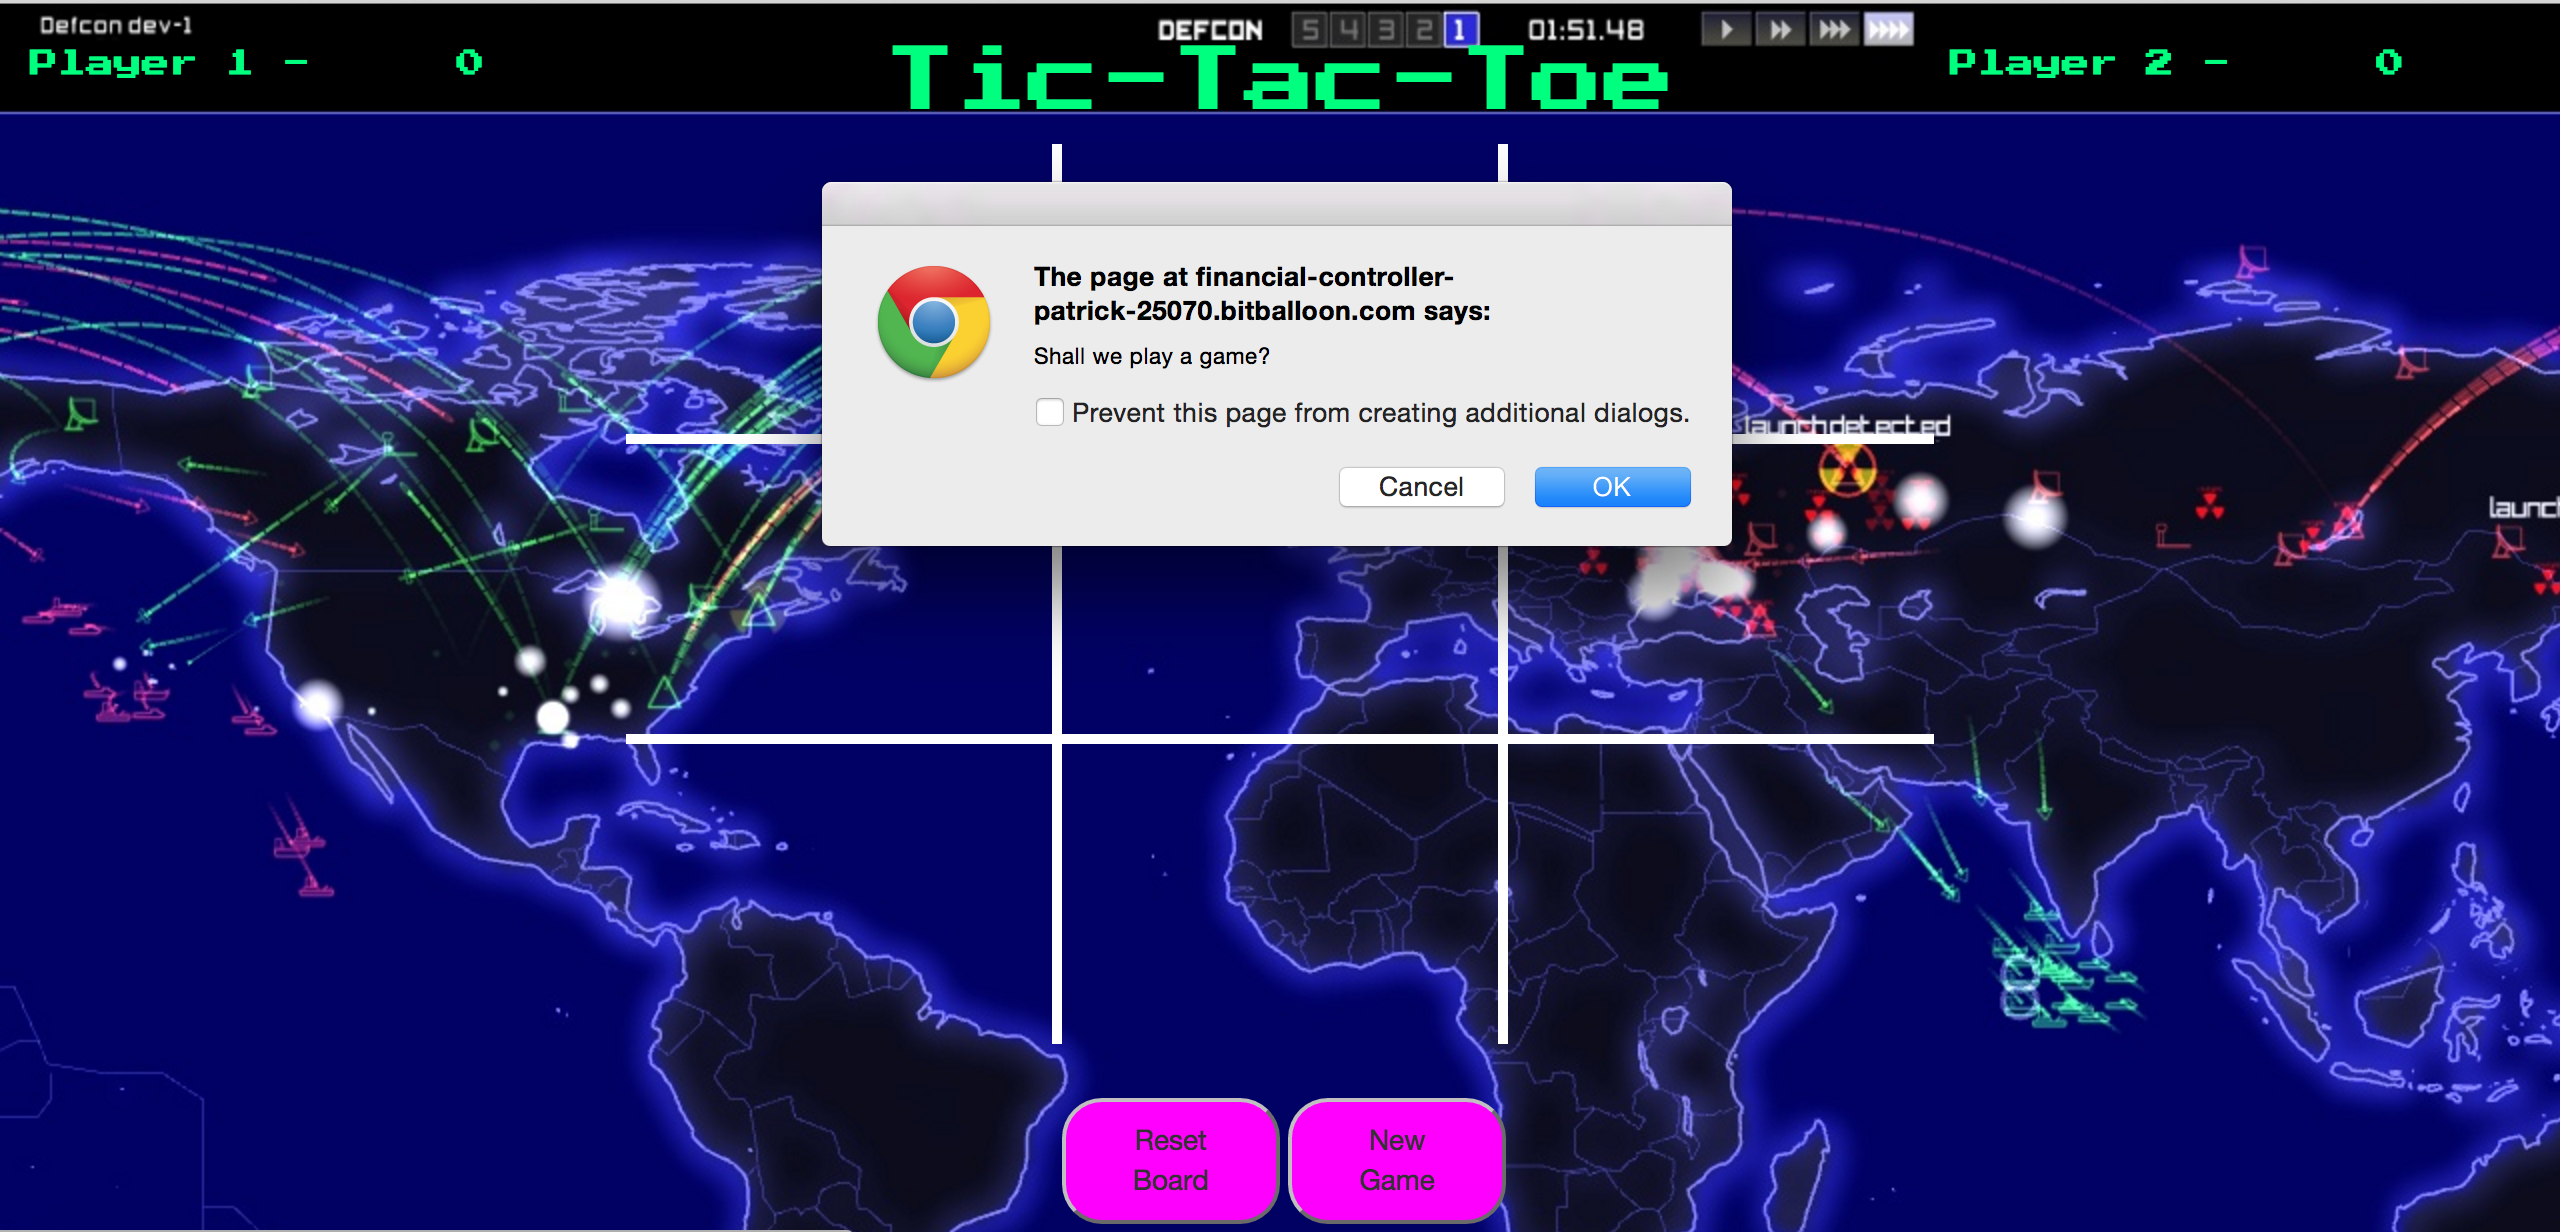 Defcon dev-1
DEFCON 5 4 3 2 1 01:51.48
Player 1 - 0
Tic-Tac-Toe
Player 2 - 0
The page at financial-controller-
patrick-25070.bitballoon.com says:
Shall we play a game?
Prevent this page from creating additional dialogs.
Cancel OK
launch detected
launc
Reset
Board
New
Game